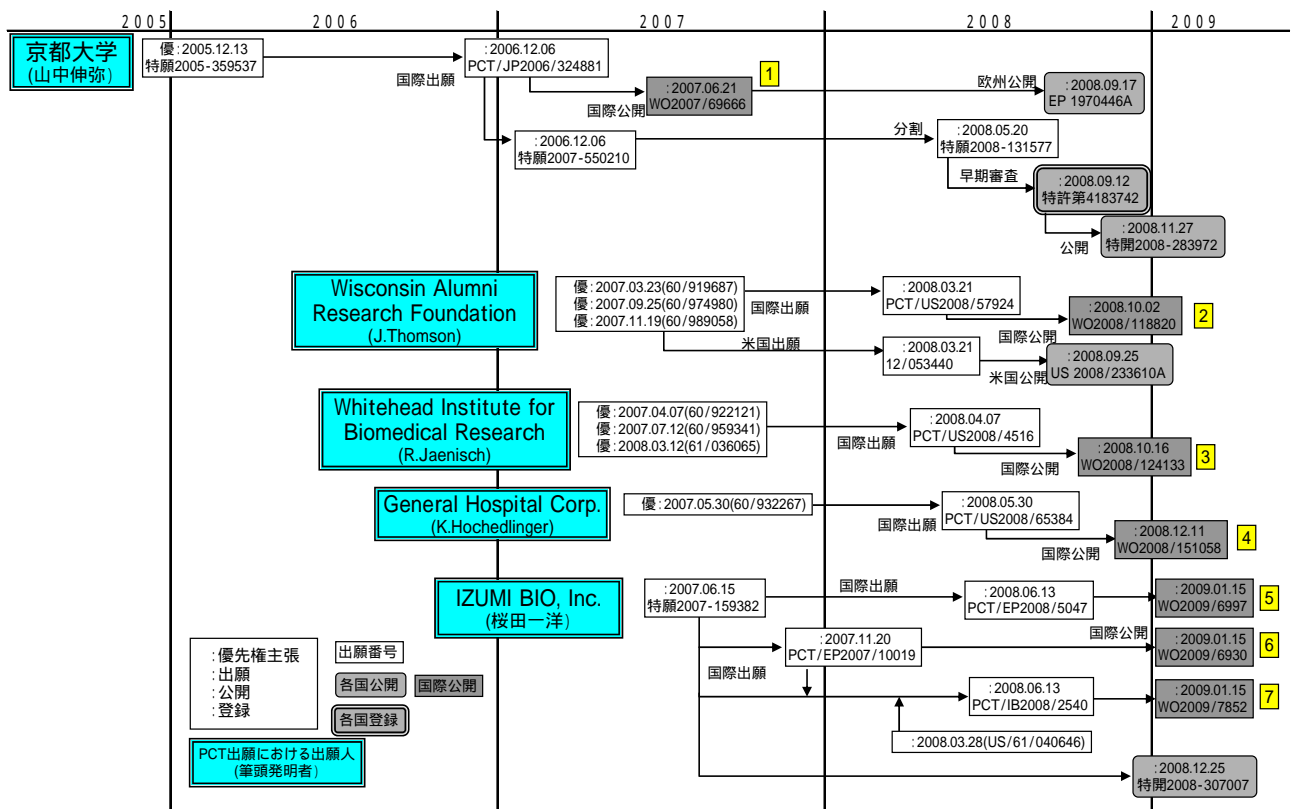 2005
2006
2007
2008
2009
京都大学
(山中伸弥)
優:2005.12.13
特願2005-359537
国際出願
:2006.12.06
PCT/JP2006/324881
国際公開
:2007.06.21
WO2007/69666
1
欧州公開
:2008.09.17
EP 1970446A
:2006.12.06
特願2007-550210
分割
:2008.05.20
特願2008-131577
早期審査
:2008.09.12
特許第4183742
公開
:2008.11.27
特開2008-283972
Wisconsin Alumni
Research Foundation
(J.Thomson)
優:2007.03.23(60/919687)
優:2007.09.25(60/974980)
優:2007.11.19(60/989058)
国際出願
:2008.03.21
PCT/US2008/57924
国際公開
:2008.10.02
WO2008/118820
2
米国出願
:2008.03.21
12/053440
米国公開
:2008.09.25
US 2008/233610A
Whitehead Institute for
Biomedical Research
(R.Jaenisch)
優:2007.04.07(60/922121)
優:2007.07.12(60/959341)
優:2008.03.12(61/036065)
国際出願
:2008.04.07
PCT/US2008/4516
国際公開
:2008.10.16
WO2008/124133
3
General Hospital Corp.
(K.Hochedlinger)
優:2007.05.30(60/932267)
国際出願
:2008.05.30
PCT/US2008/65384
国際公開
:2008.12.11
WO2008/151058
4
IZUMI BIO, Inc.
(桜田一洋)
:2007.06.15
特願2007-159382
国際出願
:2008.06.13
PCT/EP2008/5047
:2009.01.15
WO2009/6997
5
国際公開
:2007.11.20
PCT/EP2007/10019
:2009.01.15
WO2009/6930
6
国際出願
:2008.06.13
PCT/IB2008/2540
:2009.01.15
WO2009/7852
7
:2008.03.28(US/61/040646)
:2008.12.25
特開2008-307007
:優先権主張
:出願
:公開
:登録
出願番号
各国公開
国際公開
各国登録
PCT出願における出願人
(筆頭発明者)